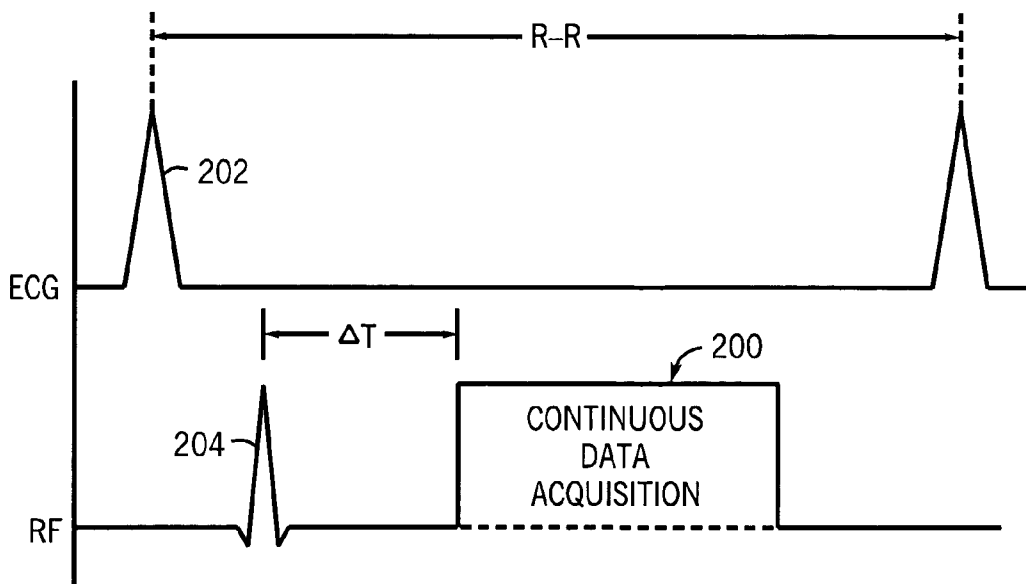 R–R
202
ECG
ΔT
200
204
CONTINUOUS
DATA
ACQUISITION
RF